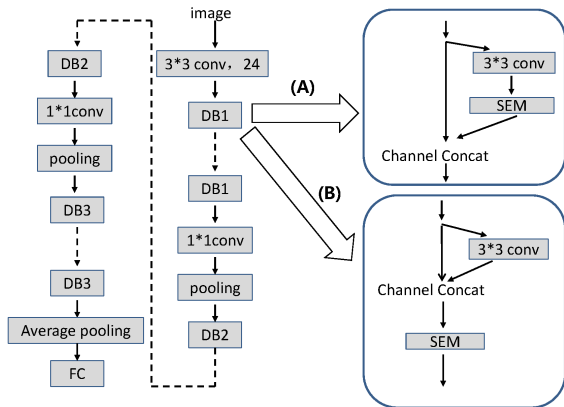 image
3*3 conv，24
DB1
DB1
1*1conv
pooling
DB2
DB2
1*1conv
pooling
DB3
DB3
Average pooling
FC
(A)
3*3 conv
SEM
Channel Concat
(B)
3*3 conv
Channel Concat
SEM